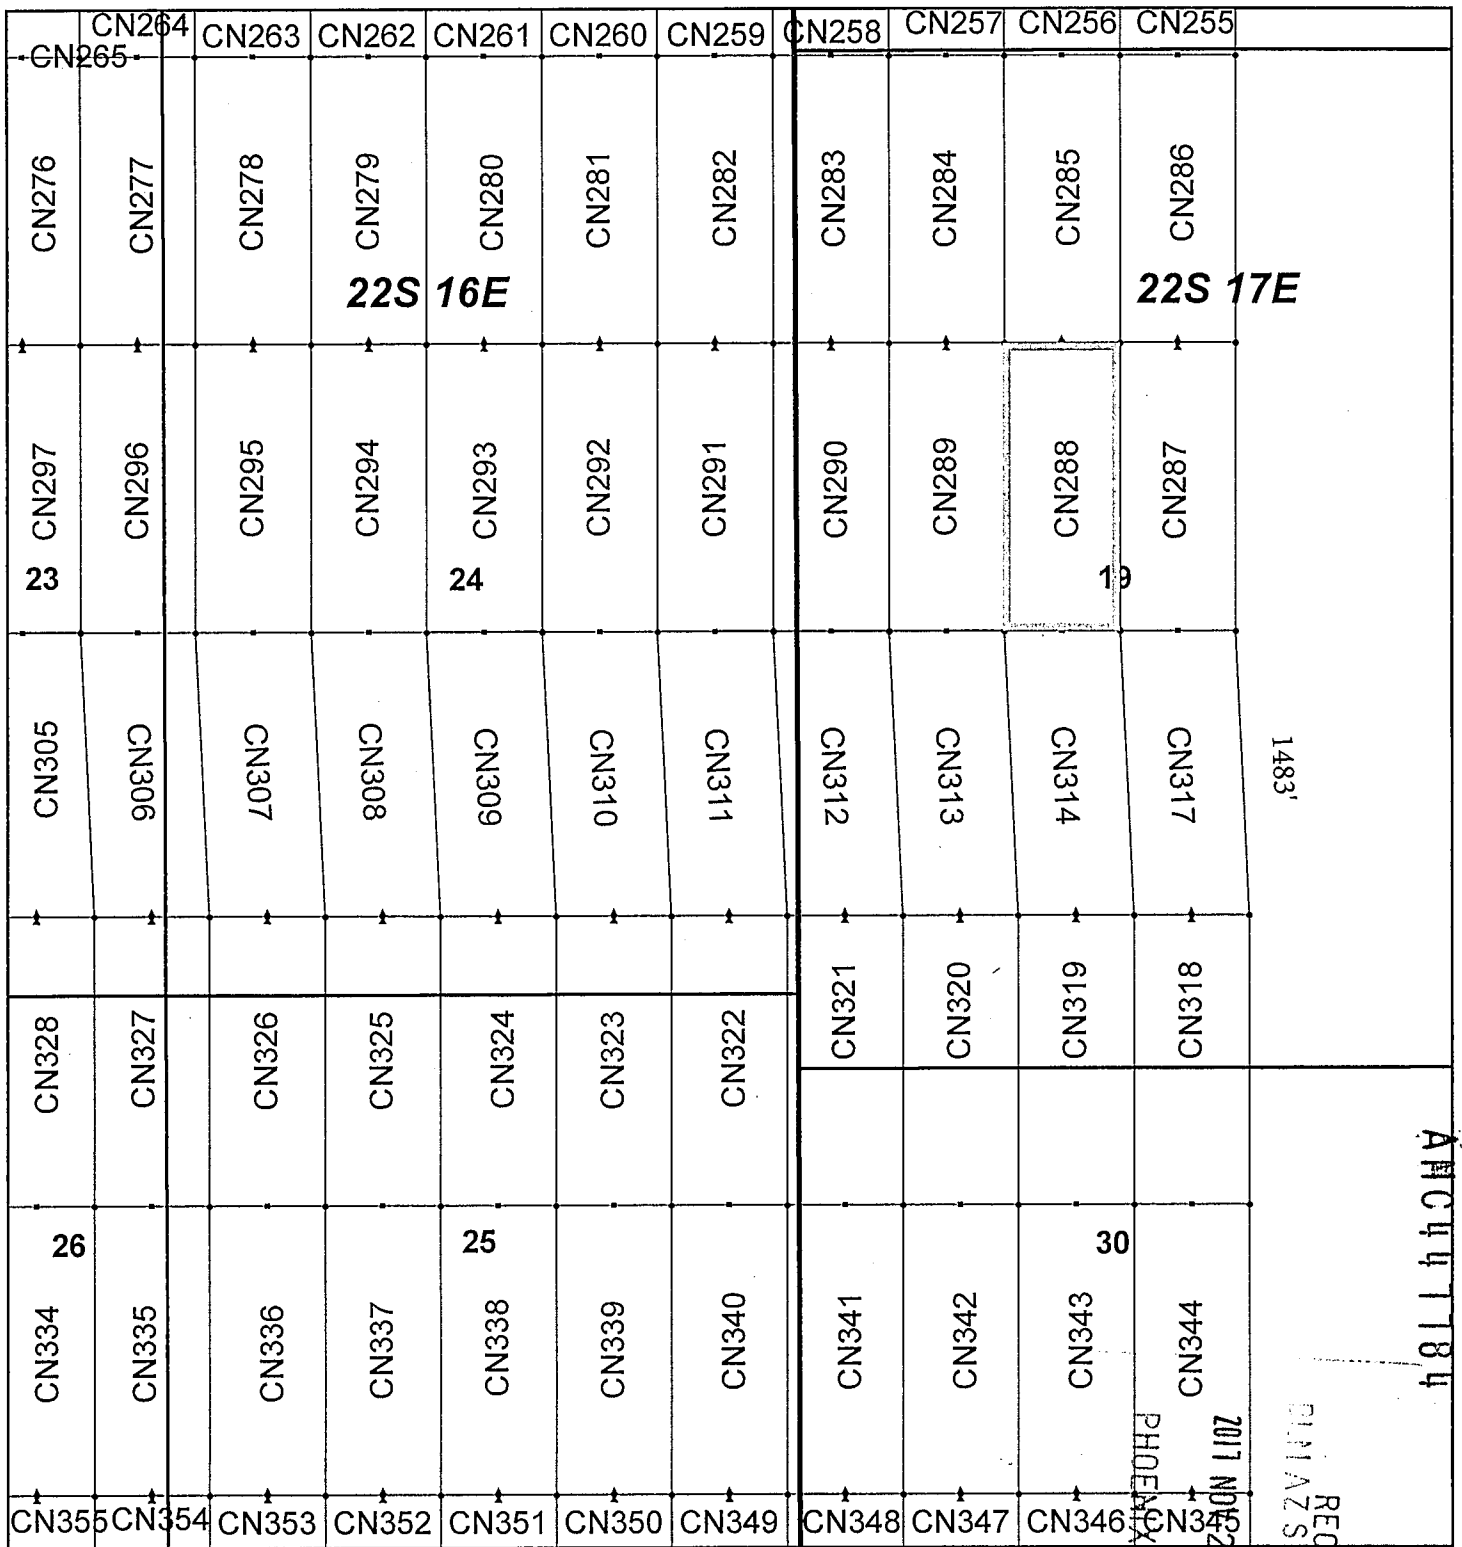 CN264 CN263 CN262 CN261 CN260 CN259 CN258 CN257 CN256 CN255
CN265
CN276 CN277 CN278 CN279 CN280 CN281 CN282 CN283 CN284 CN285 CN286
22S 16E 22S 17E
CN297 CN296 CN295 CN294 CN293 CN292 CN291 CN290 CN289 CN288 CN287
23 24 19
CN305 CN306 CN307 CN308 CN309 CN310 CN311 CN312 CN313 CN314 CN317
1483'
CN321 CN320 CN319 CN318
CN328 CN327 CN326 CN325 CN324 CN323 CN322
26 25 30
CN334 CN335 CN336 CN337 CN338 CN339 CN340 CN341 CN342 CN343 CN344
CN355 CN354 CN353 CN352 CN351 CN350 CN349 CN348 CN347 CN346 CN345
REC
2017 NOV
PHOENIX